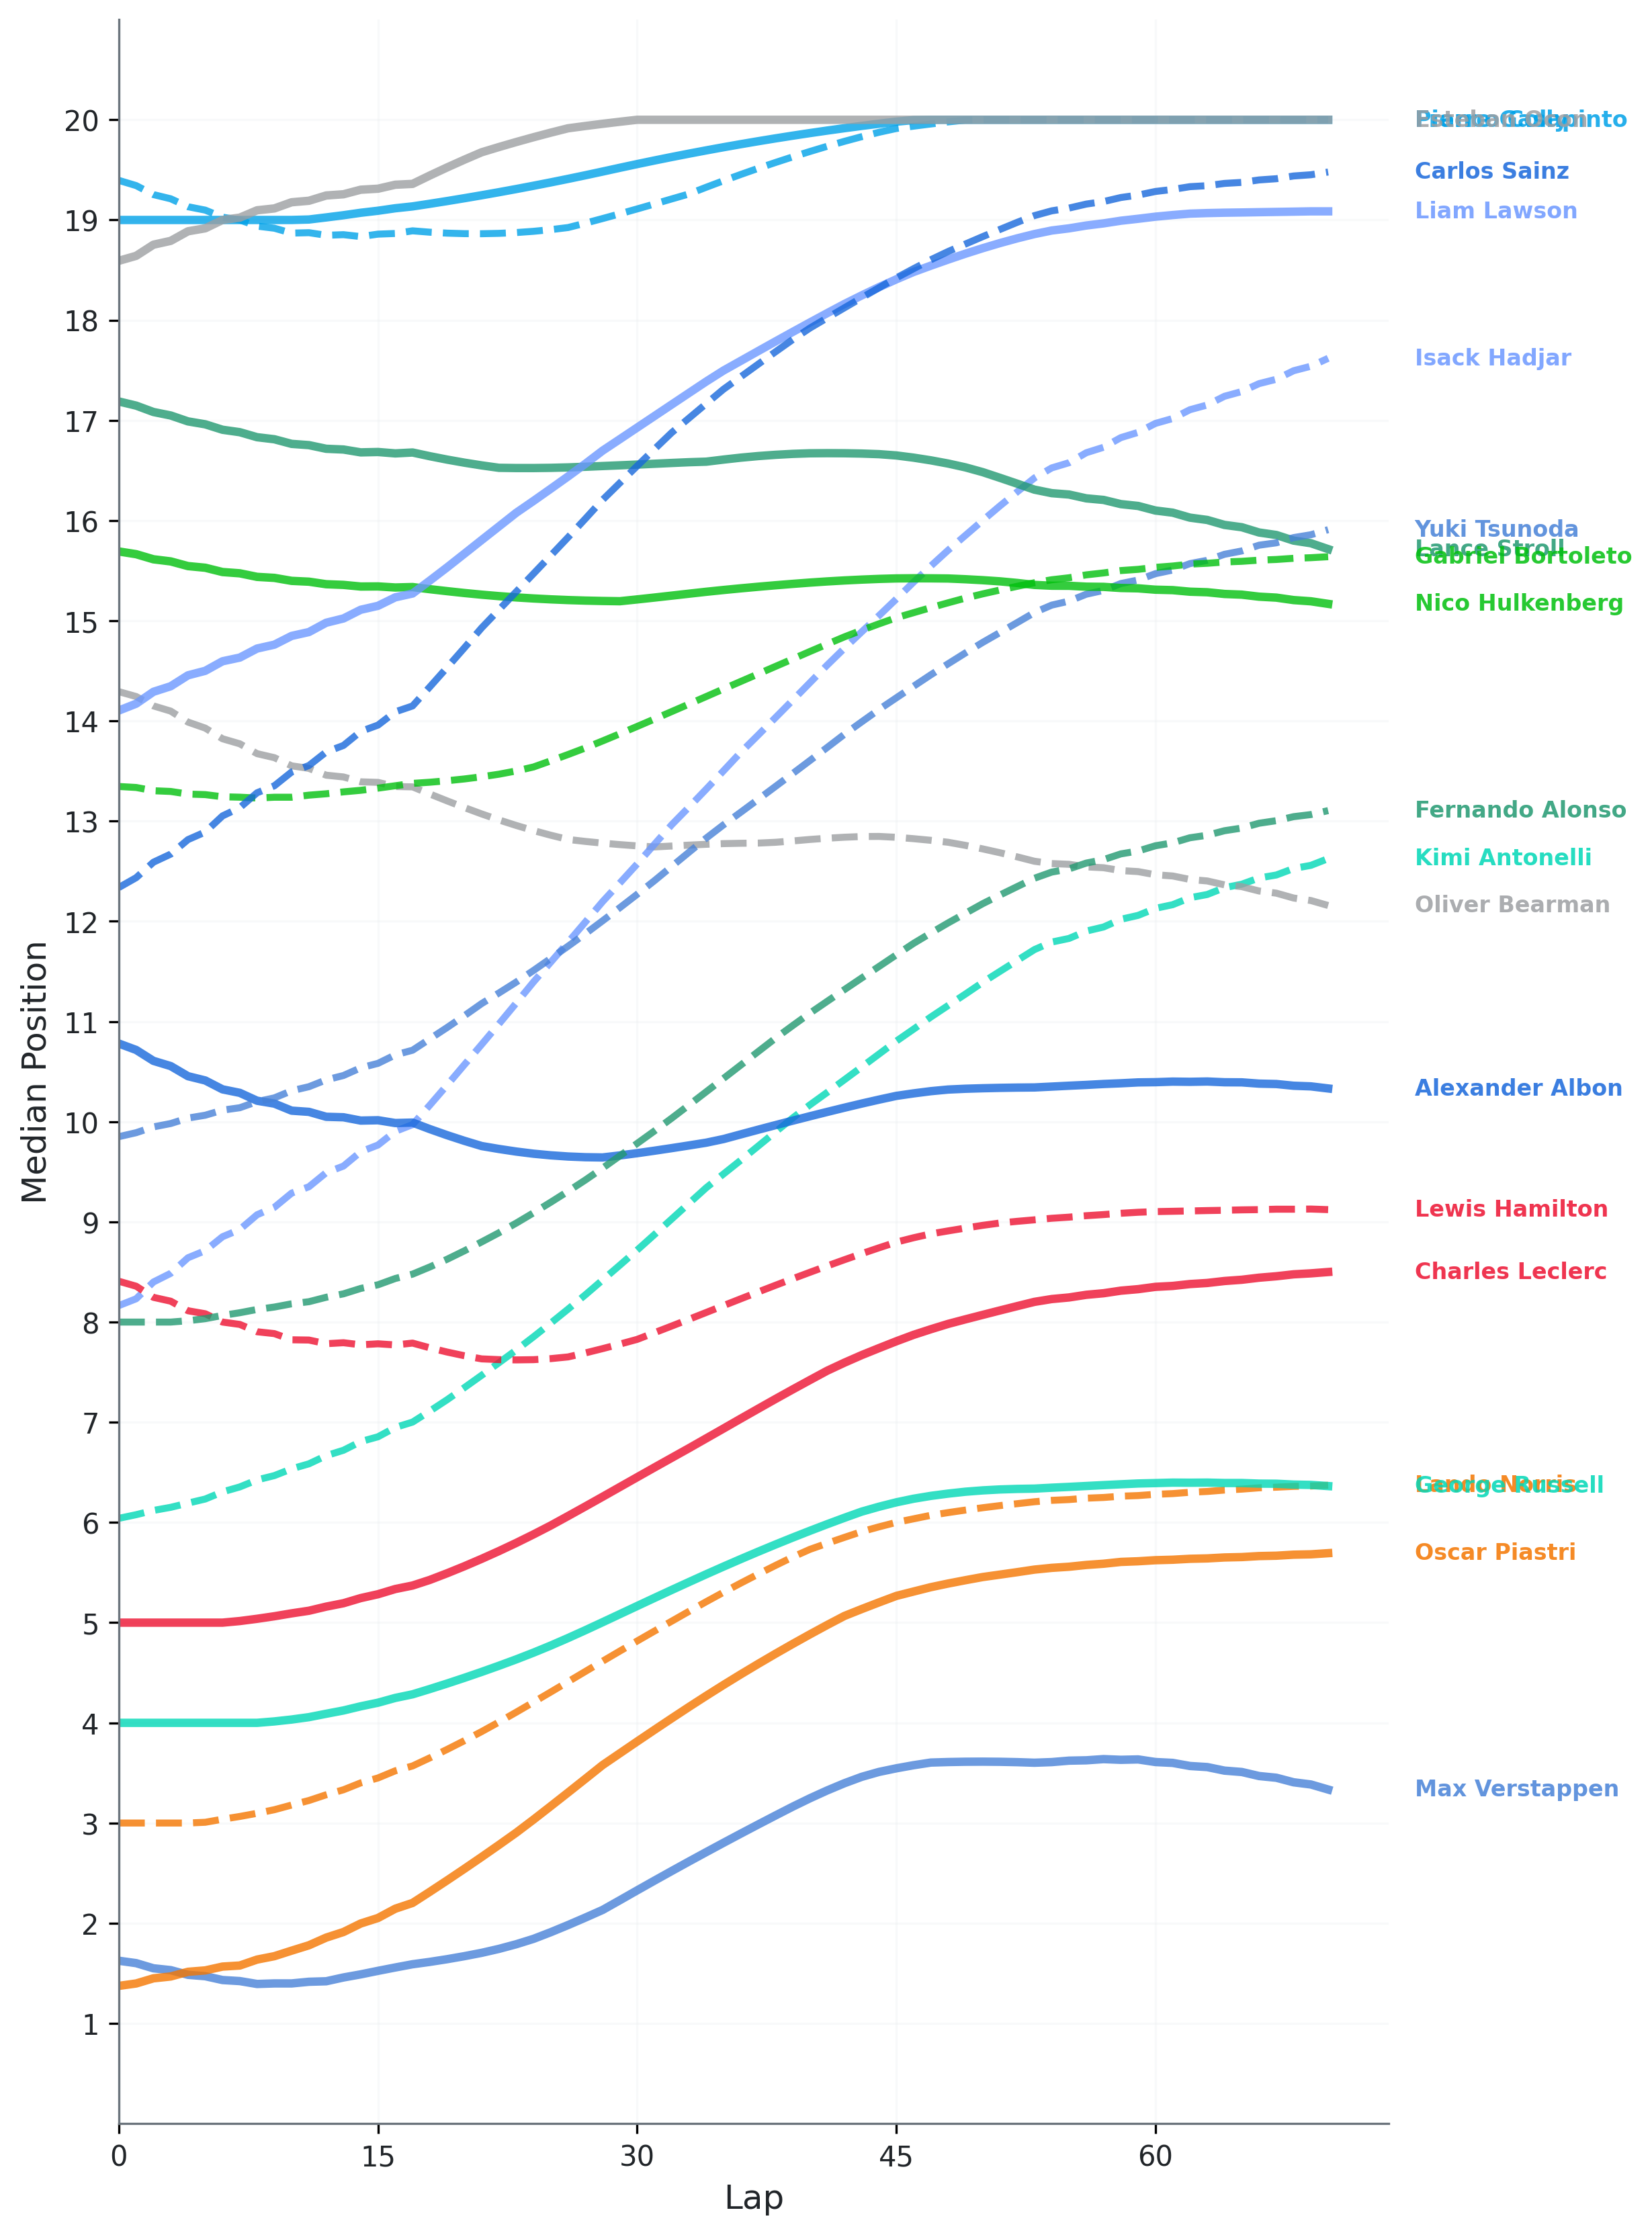 20
19
18
17
16
15
14
13
12
11
10
9
8
7
6
5
4
3
2
1
Median Position
0
15
30
45
60
Lap
Carlos Sainz
Liam Lawson
Isack Hadjar
Yuki Tsunoda
Lance Stroll
Gabriel Bortoleto
Nico Hulkenberg
Fernando Alonso
Kimi Antonelli
Oliver Bearman
Alexander Albon
Lewis Hamilton
Charles Leclerc
Lando Norris
George Russell
Oscar Piastri
Max Verstappen